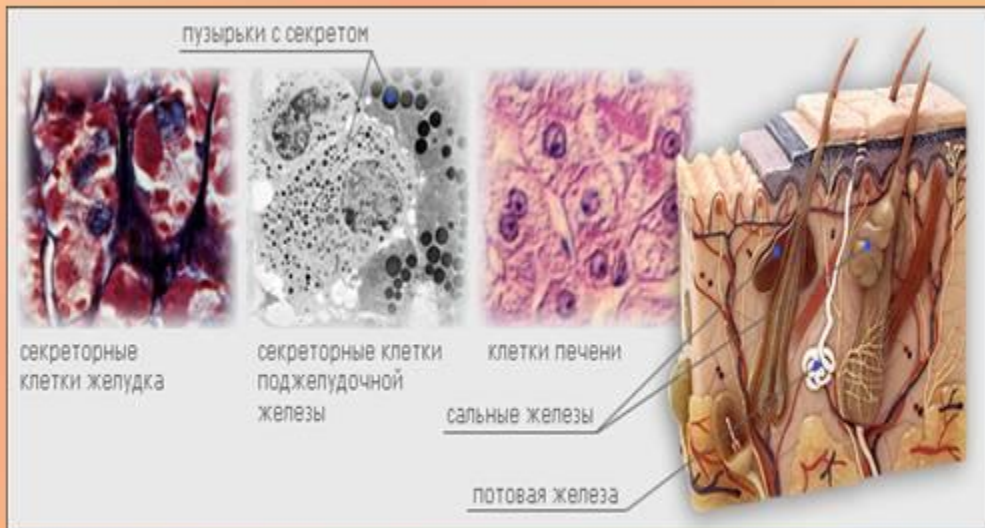 пузырьки с секретом
секреторные
клетки желудка
секреторные клетки
поджелудочной
железы
клетки печени
сальные железы
потовая железа